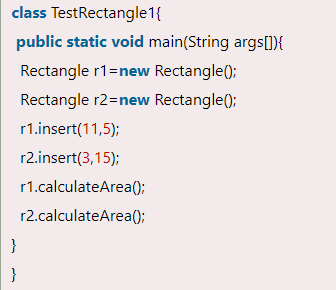 class TestRectangle1{
public static void main(String args[]){
Rectangle r1=new Rectangle();
Rectangle r2=new Rectangle();
r1.insert(11,5);
r2.insert(3,15);
r1.calculateArea();
r2.calculateArea();
}
}